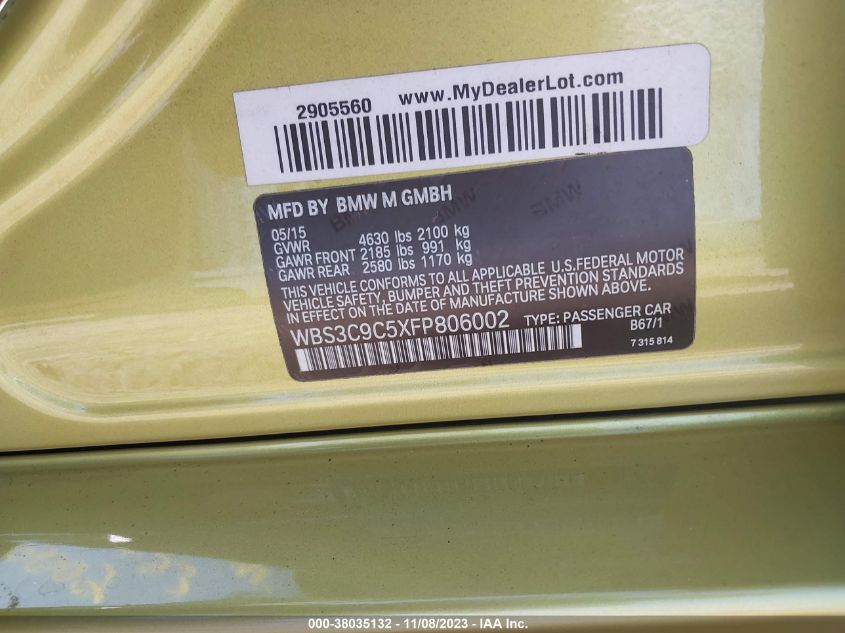 2905560 www.MyDealerLot.com
MFD BY BMW M GMBH
05/15
GVWR 4630 lbs 2100 kg
GAWR FRONT 2185 lbs 991 kg
GAWR REAR 2580 lbs 1170 kg
THIS VEHICLE CONFORMS TO ALL APPLICABLE U.S.FEDERAL MOTOR
VEHICLE SAFETY, BUMPER AND THEFT PREVENTION STANDARDS
IN EFFECT ON THE DATE OF MANUFACTURE SHOWN ABOVE.
WBS3C9C5XFP806002 TYPE: PASSENGER CAR
B67/1
7 315 814
000-38035132 - 11/08/2023 - IAA Inc.